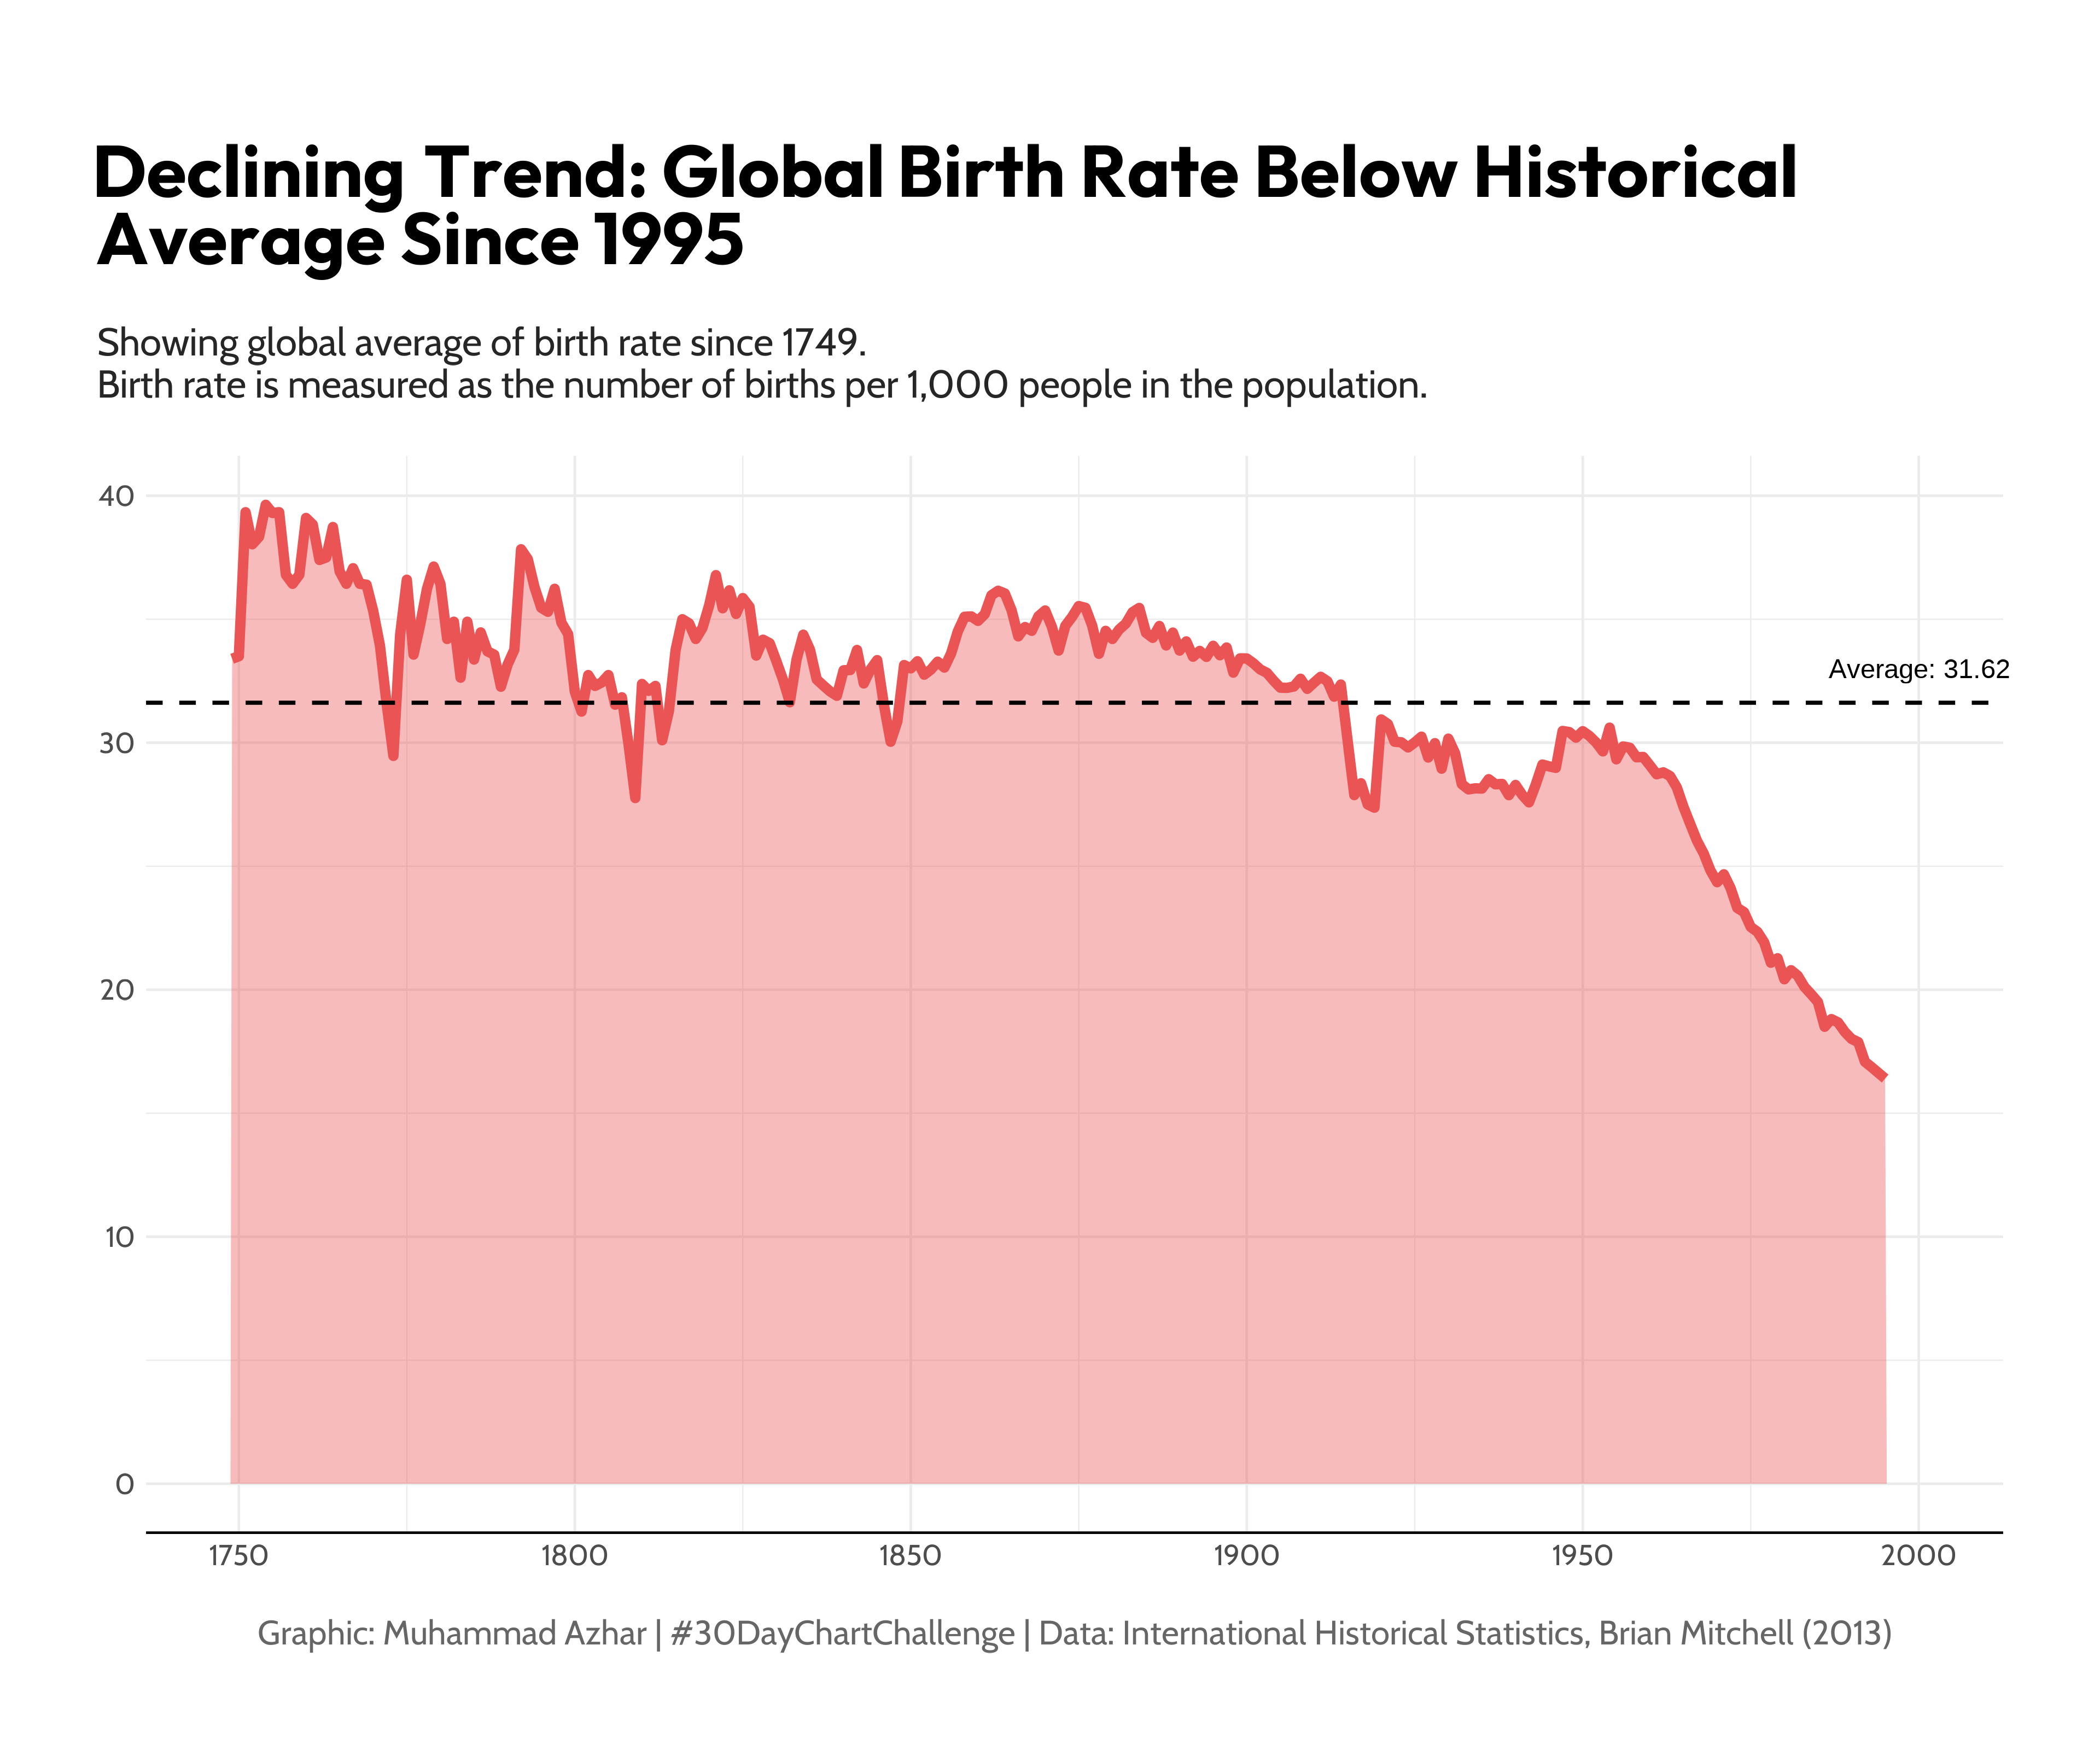 Declining Trend: Global Birth Rate Below Historical
Average Since 1995
Showing global average of birth rate since 1749.
Birth rate is measured as the number of births per 1,000 people in the population.
40
Average: 31.62
30
20
10
0
1750 1800 1850 1900 1950 2000
Graphic: Muhammad Azhar | #30DayChartChallenge | Data: International Historical Statistics, Brian Mitchell (2013)